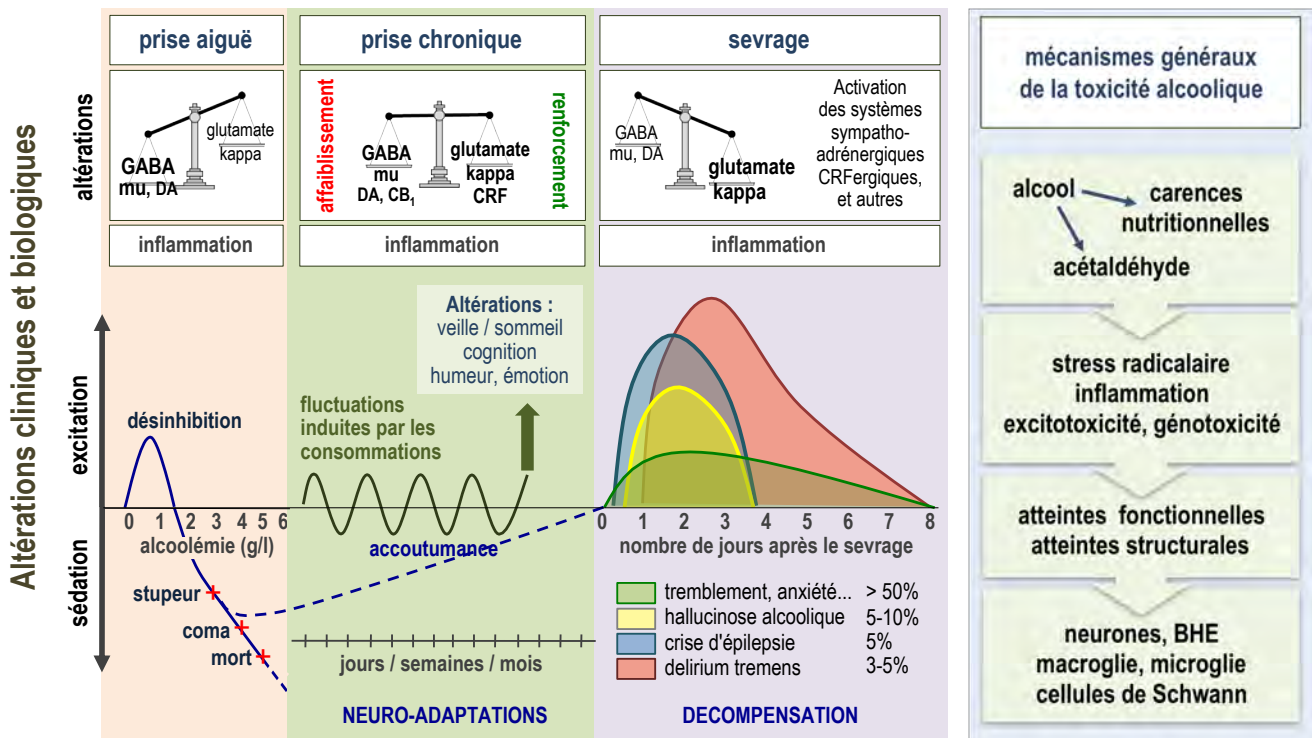 Altérations cliniques et biologiques
prise aiguë
prise chronique
sevrage
altérations
GABA
mu, DA
glutamate
kappa
affaiblissement
GABA
mu
DA, CB₁
glutamate
kappa
CRF
renforcement
GABA
mu, DA
glutamate
kappa
Activation
des systèmes
sympatho-
adrénergiques
CRFergiques,
et autres
inflammation
inflammation
inflammation
excitation
sédation
désinhibition
0 1 2 3 4 5 6
alcoolémie (g/l)
stupeur
coma
mort
Altérations :
veille / sommeil
cognition
humeur, émotion
fluctuations
induites par les
consommations
accoutumance
jours / semaines / mois
NEURO-ADAPTATIONS
0 1 2 3 4 5 6 7 8
nombre de jours après le sevrage
tremblement, anxiété... > 50%
hallucinose alcoolique 5-10%
crise d'épilepsie 5%
delirium tremens 3-5%
DECOMPENSATION
mécanismes généraux
de la toxicité alcoolique
alcool
carences
nutritionnelles
acétaldéhyde
stress radicalaire
inflammation
excitotoxicité, génotoxicité
atteintes fonctionnelles
atteintes structurales
neurones, BHE
macroglie, microglie
cellules de Schwann